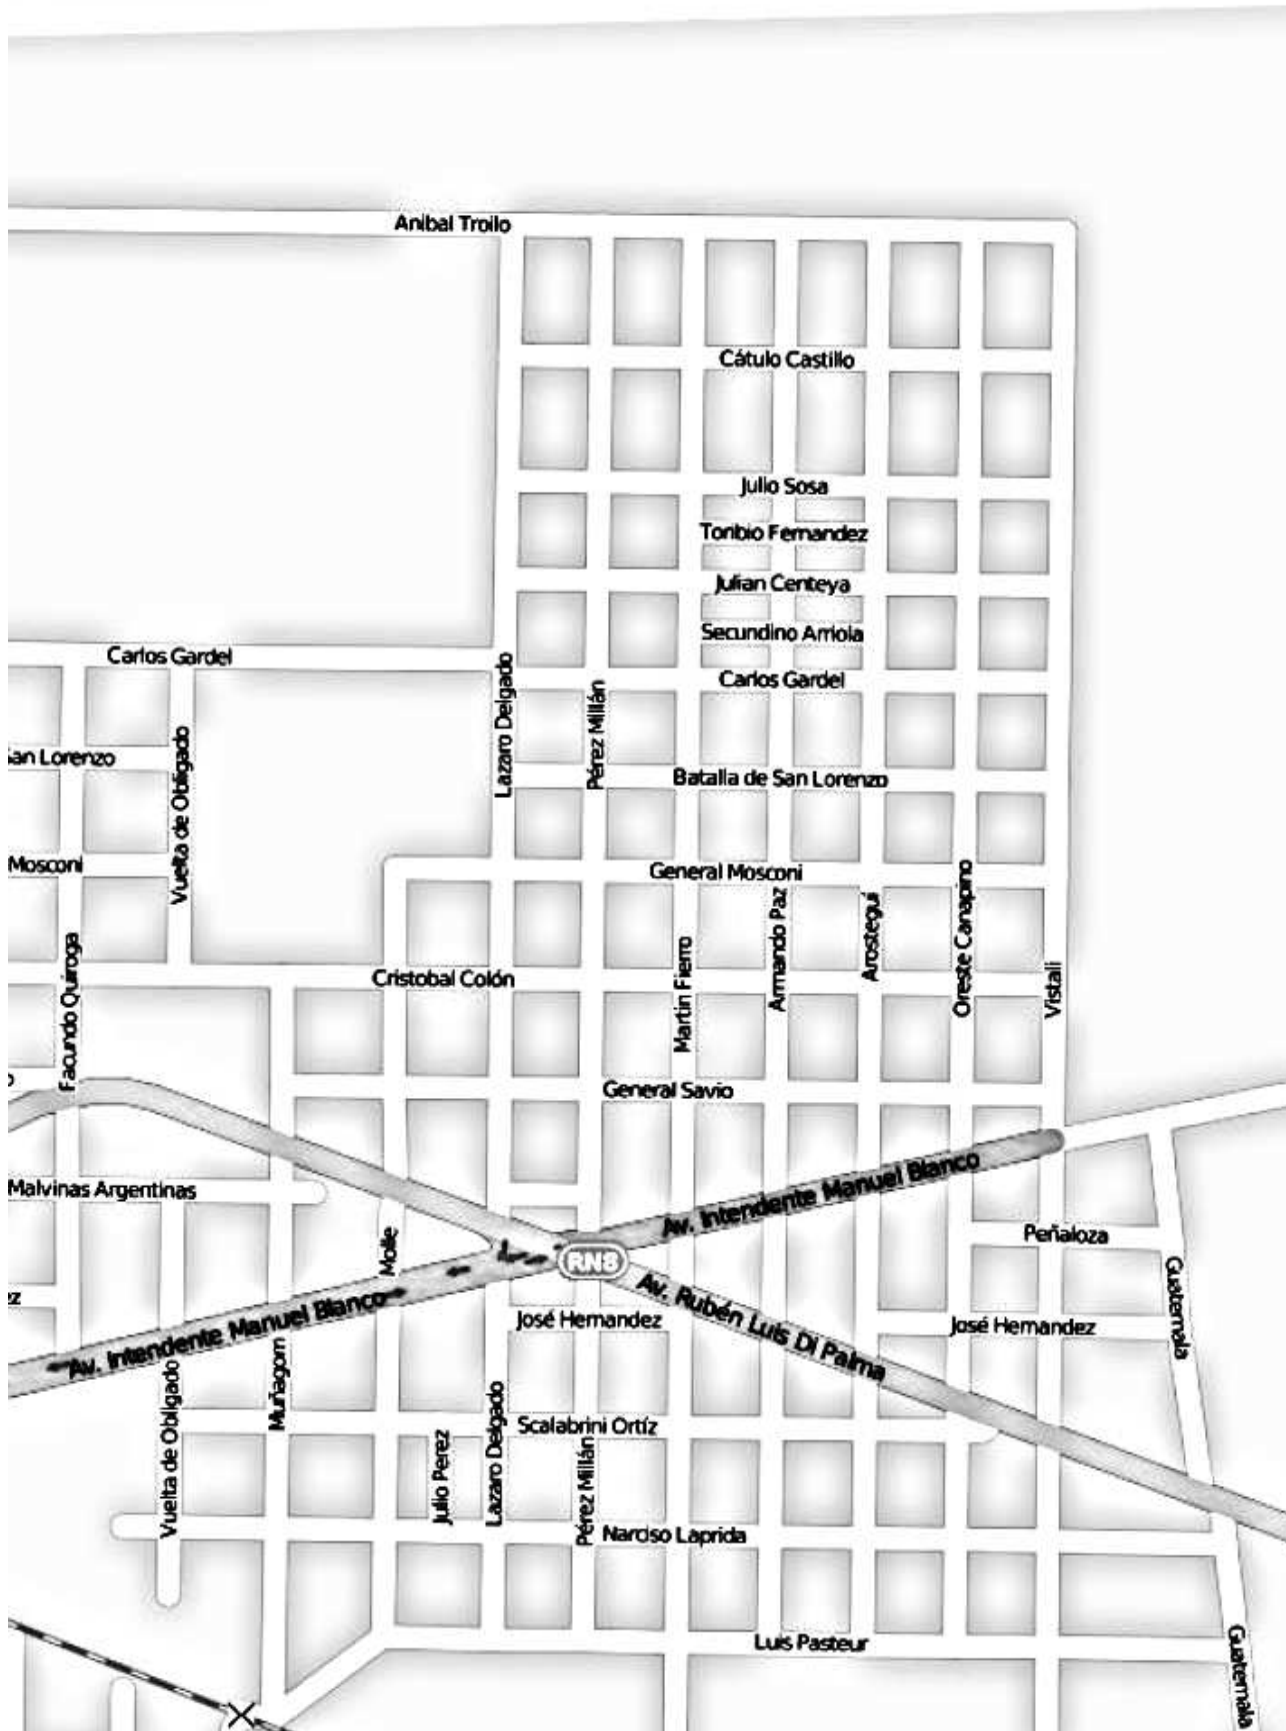 Anibal Troilo
Cátulo Castillo
Julio Sosa
Toribio Fernandez
Julian Centeya
Secundino Arriola
Carlos Gardel
Carlos Gardel
Lazaro Delgado
Pérez Millán
Vuelta de Obligado
San Lorenzo
Batalla de San Lorenzo
Mosconi
General Mosconi
Armando Paz
Arostegui
Oreste Canapino
Facundo Quiroga
Cristobal Colón
Martin Fierro
Vistali
General Savio
Malvinas Argentinas
Av. Intendente Manuel Blanco
Molle
RN8
Peñaloza
Guatemala
ez
Av. Intendente Manuel Blanco
José Hernandez
Av. Rubén Luis Di Palma
José Hernandez
Vuelta de Obligado
Muñagorri
Julio Perez
Lazaro Delgado
Scalabrini Ortíz
Pérez Millán
Narciso Laprida
Luis Pasteur
Guatemala